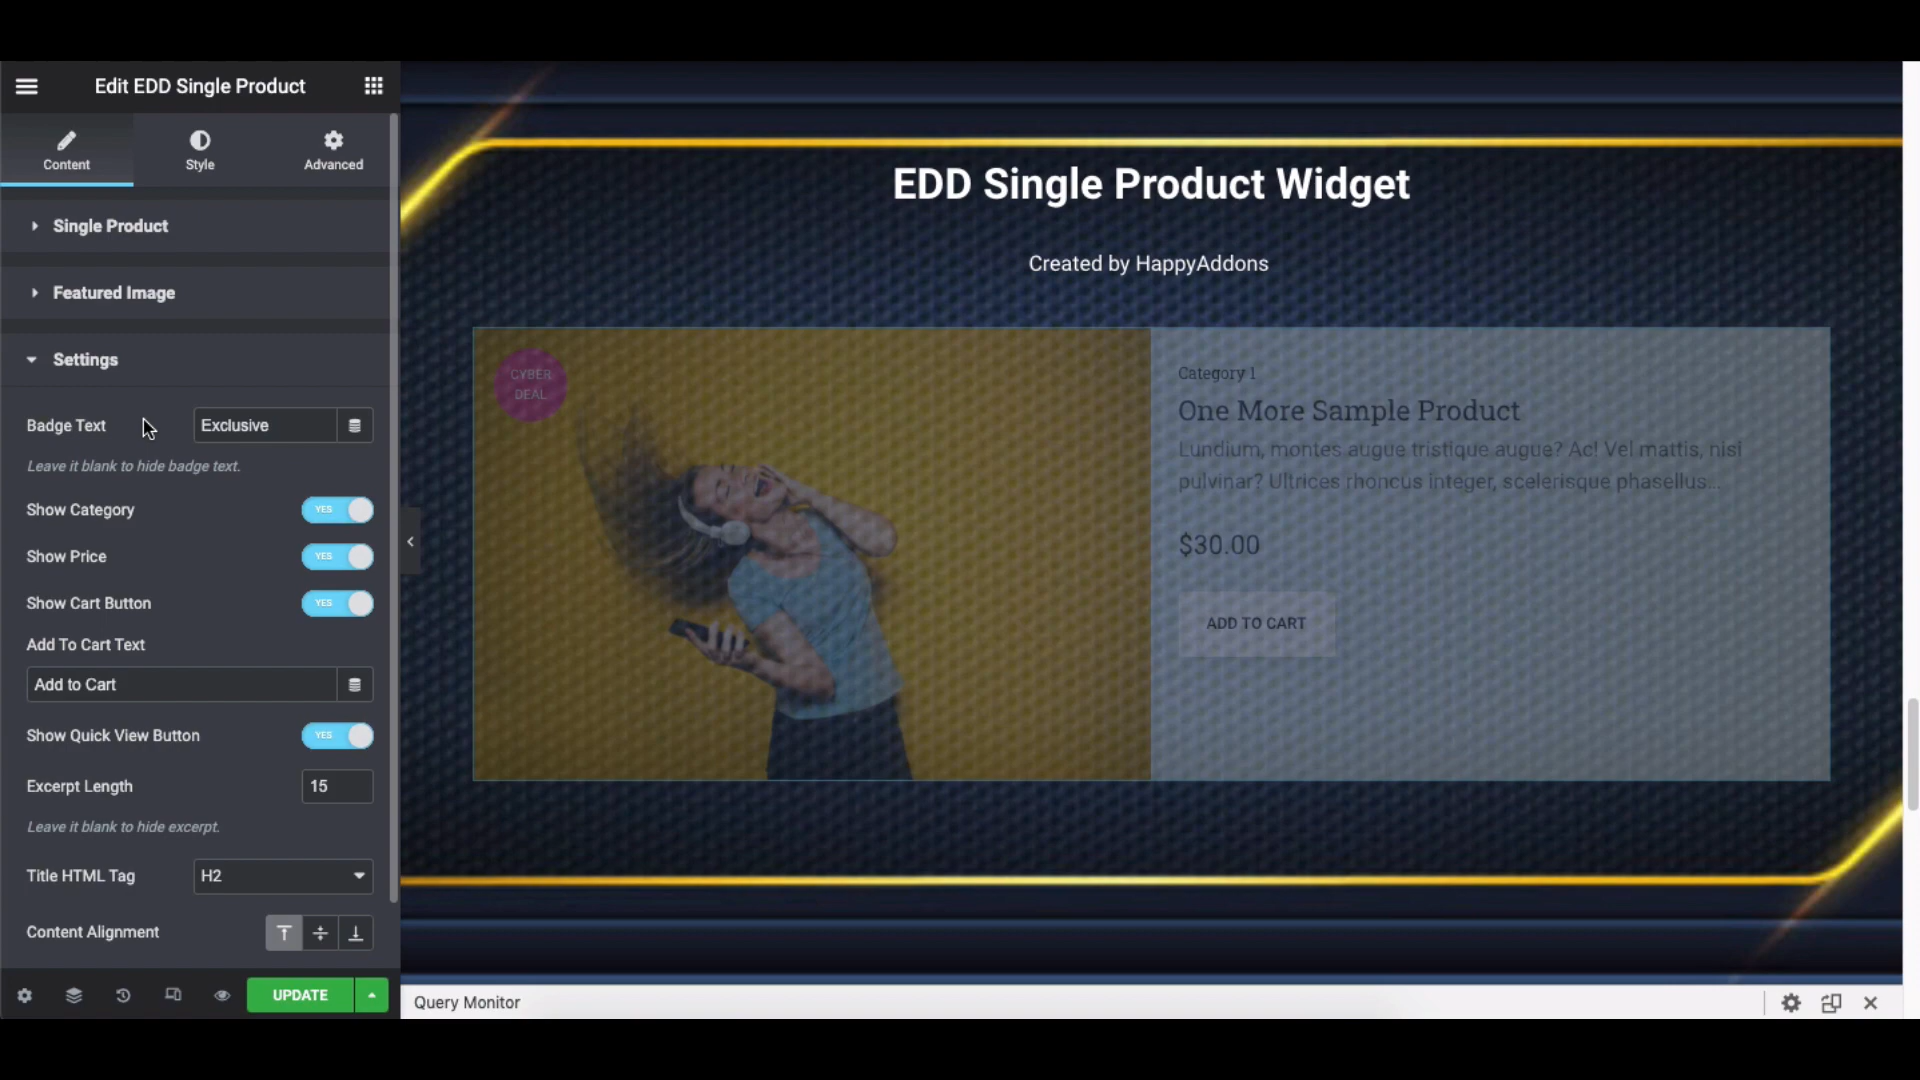 Edit EDD Single Product
Content
Style
Advanced
Single Product
Featured Image
Settings
Badge Text
Exclusive
Leave it blank to hide badge text.
Show Category
YES
Show Price
YES
Show Cart Button
YES
Add To Cart Text
Add to Cart
Show Quick View Button
YES
Excerpt Length
15
Leave it blank to hide excerpt.
Title HTML Tag
H2
Content Alignment
UPDATE
EDD Single Product Widget
Created by HappyAddons
CYBER
DEAL
Category 1
One More Sample Product
Lundium, montes augue tristique augue? Ac! Vel mattis, nisi
pulvinar? Ultrices rhoncus integer, scelerisque phasellus...
$30.00
ADD TO CART
Query Monitor